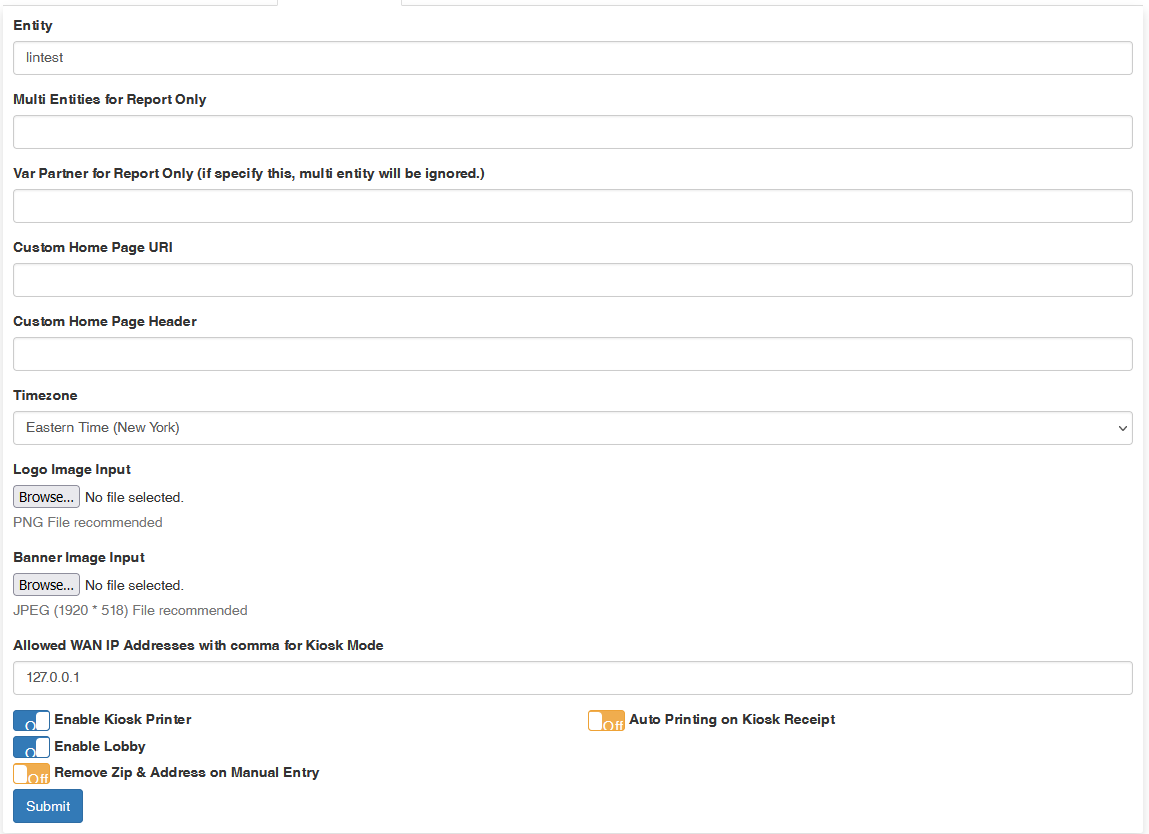 Entity
lintest
Multi Entities for Report Only
Var Partner for Report Only (if specify this, multi entity will be ignored.)
Custom Home Page URI
Custom Home Page Header
Timezone
Eastern Time (New York)
Logo Image Input
Browse... No file selected.
PNG File recommended
Banner Image Input
Browse... No file selected.
JPEG (1920 * 518) File recommended
Allowed WAN IP Addresses with comma for Kiosk Mode
127.0.0.1
Enable Kiosk Printer
Off Auto Printing on Kiosk Receipt
Enable Lobby
Off Remove Zip & Address on Manual Entry
Submit